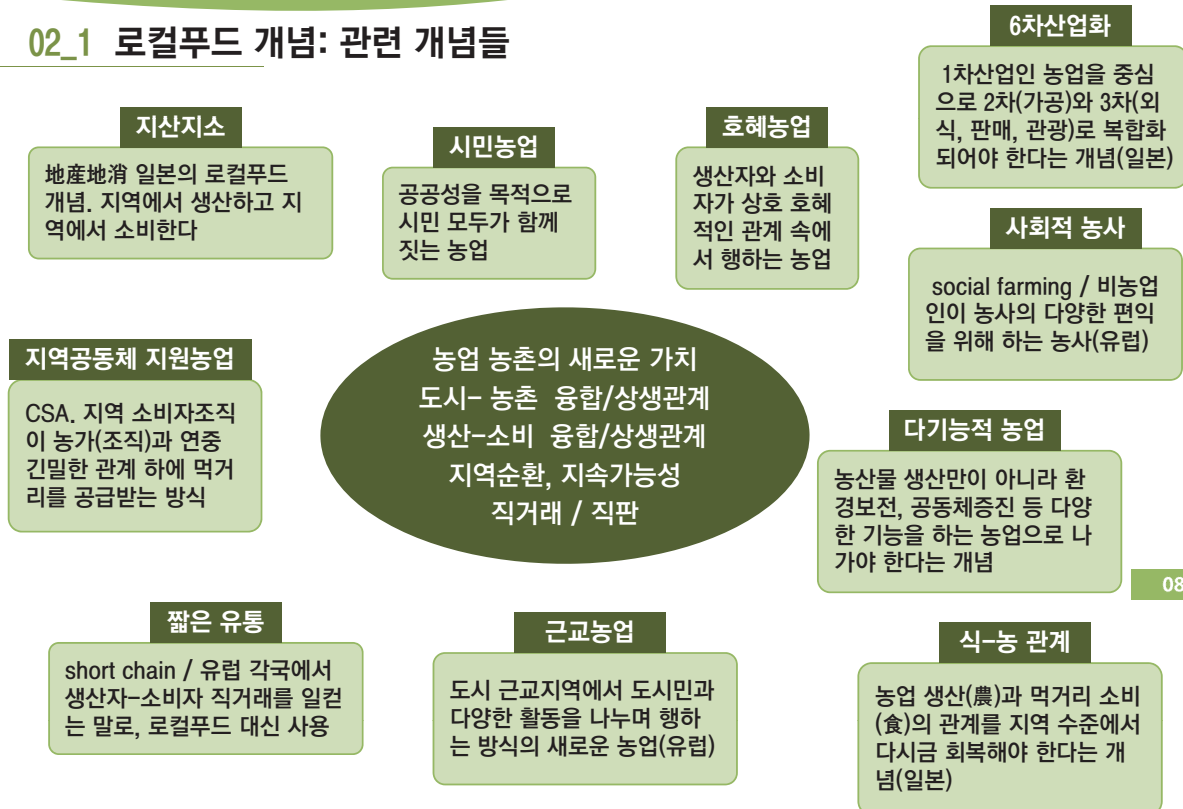 02_1 로컬푸드 개념: 관련 개념들
6차산업화
1차산업인 농업을 중심
으로 2차(가공)와 3차(외
식, 판매, 관광)로 복합화
되어야 한다는 개념(일본)
지산지소
地産地消 일본의 로컬푸드
개념. 지역에서 생산하고 지
역에서 소비한다
시민농업
공공성을 목적으로
시민 모두가 함께
짓는 농업
호혜농업
생산자와 소비
자가 상호 호혜
적인 관계 속에
서 행하는 농업
사회적 농사
social farming / 비농업
인이 농사의 다양한 편익
을 위해 하는 농사(유럽)
지역공동체 지원농업
CSA. 지역 소비자조직
이 농가(조직)과 연중
긴밀한 관계 하에 먹거
리를 공급받는 방식
농업 농촌의 새로운 가치
도시- 농촌 융합/상생관계
생산-소비 융합/상생관계
지역순환, 지속가능성
직거래 / 직판
다기능적 농업
농산물 생산만이 아니라 환
경보전, 공동체증진 등 다양
한 기능을 하는 농업으로 나
가야 한다는 개념
08
짧은 유통
short chain / 유럽 각국에서
생산자-소비자 직거래를 일컫
는 말로, 로컬푸드 대신 사용
근교농업
도시 근교지역에서 도시민과
다양한 활동을 나누며 행하
는 방식의 새로운 농업(유럽)
식-농 관계
농업 생산(農)과 먹거리 소비
(食)의 관계를 지역 수준에서
다시금 회복해야 한다는 개
념(일본)